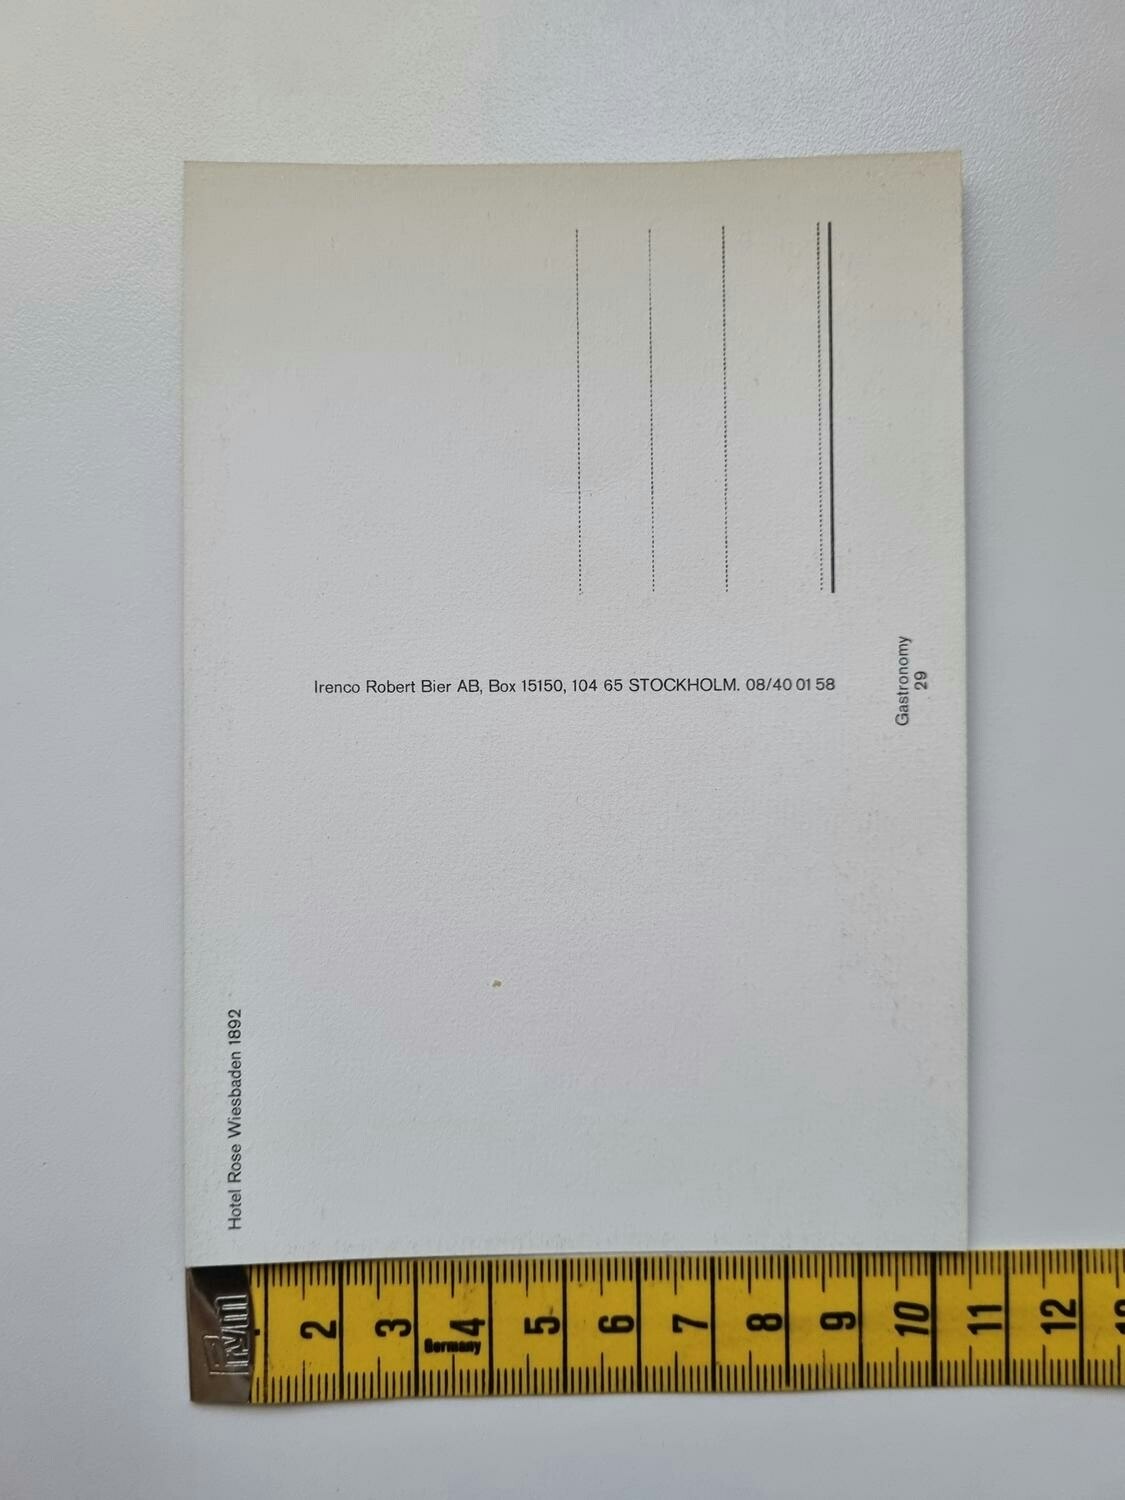 Irenco Robert Bier AB, Box 15150, 104 65 STOCKHOLM. 08/40 01 58
Gastronomy
29
Hotel Rose Wiesbaden 1892
2 3 4 5 6 7 8 9 10 11 12
Germany